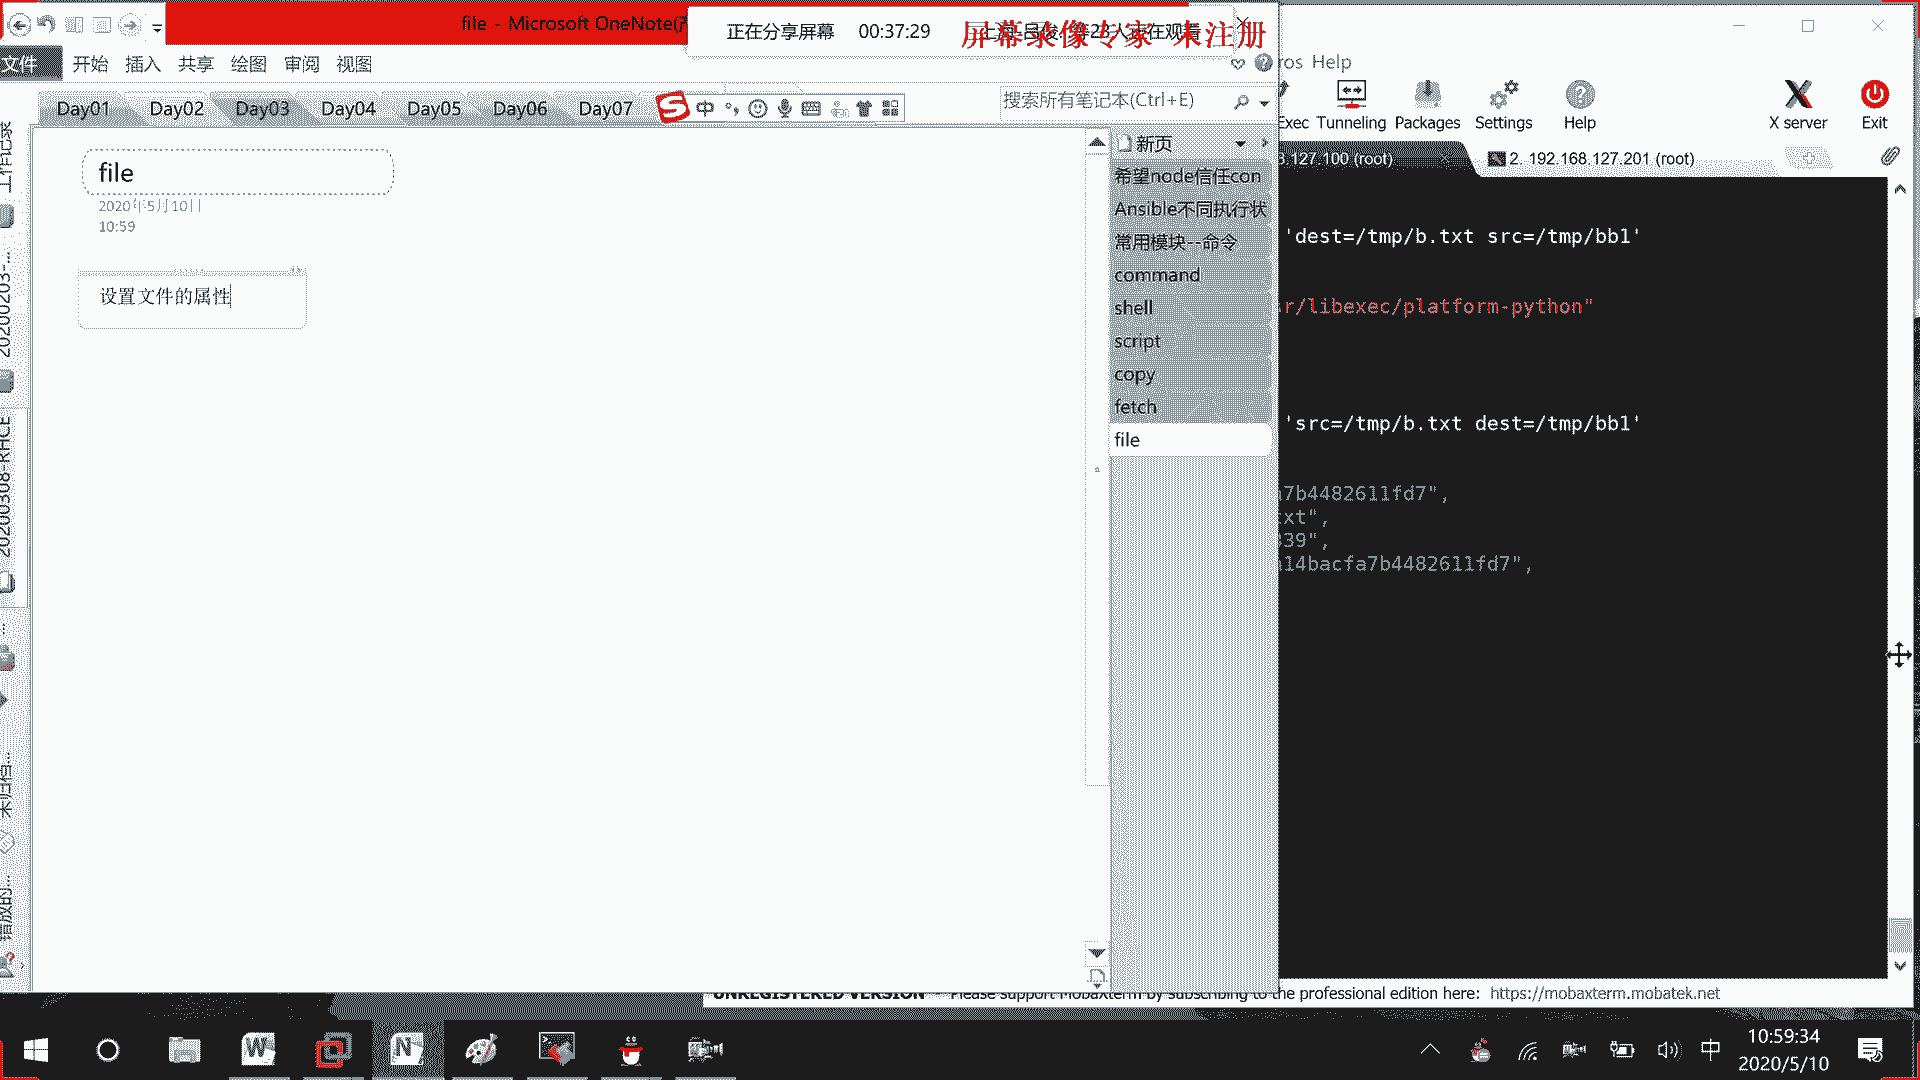 file - Microsoft OneNote(
正在分享屏幕 00:37:29
屏幕录像专家 未注册
文件 开始 插入 共享 绘图 审阅 视图
Help
Day01 Day02 Day03 Day04 Day05 Day06 Day07
中
搜索所有笔记本(Ctrl+E)
Exec Tunneling Packages Settings Help X server Exit
3.127.100 (root)
2. 192.168.127.201 (root)
file
2020年5月10日
10:59
设置文件的属性
新页
希望node信任con
Ansible不同执行状
常用模块--命令
command
shell
script
copy
fetch
file
20200203-...
20200308-RHCE
'dest=/tmp/b.txt src=/tmp/bb1'
r/libexec/platform-python"
'src=/tmp/b.txt dest=/tmp/bb1'
7b4482611fd7",
xt",
39",
14bacfa7b4482611fd7",
UNREGISTERED VERSION - Please support MobaXterm by subscribing to the professional edition here: https://mobaxterm.mobatek.net
中
10:59:34
2020/5/10